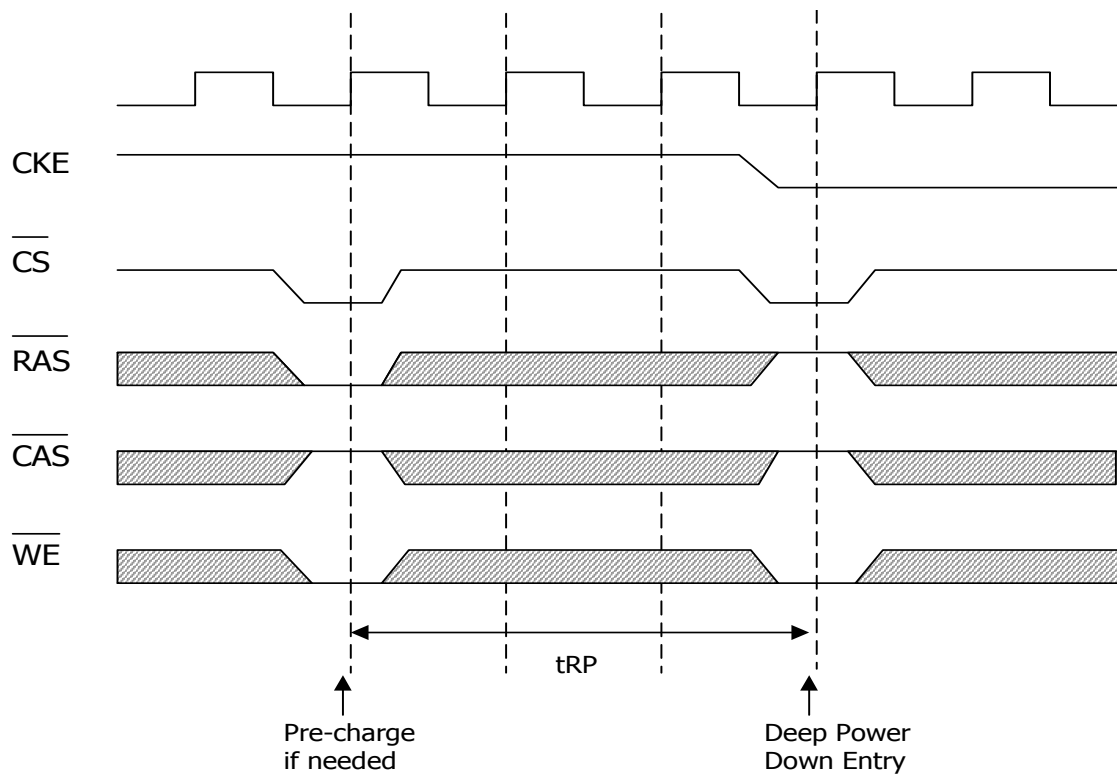 CKE
CS
RAS
CAS
WE
tRP
Pre-charge
if needed
Deep Power
Down Entry